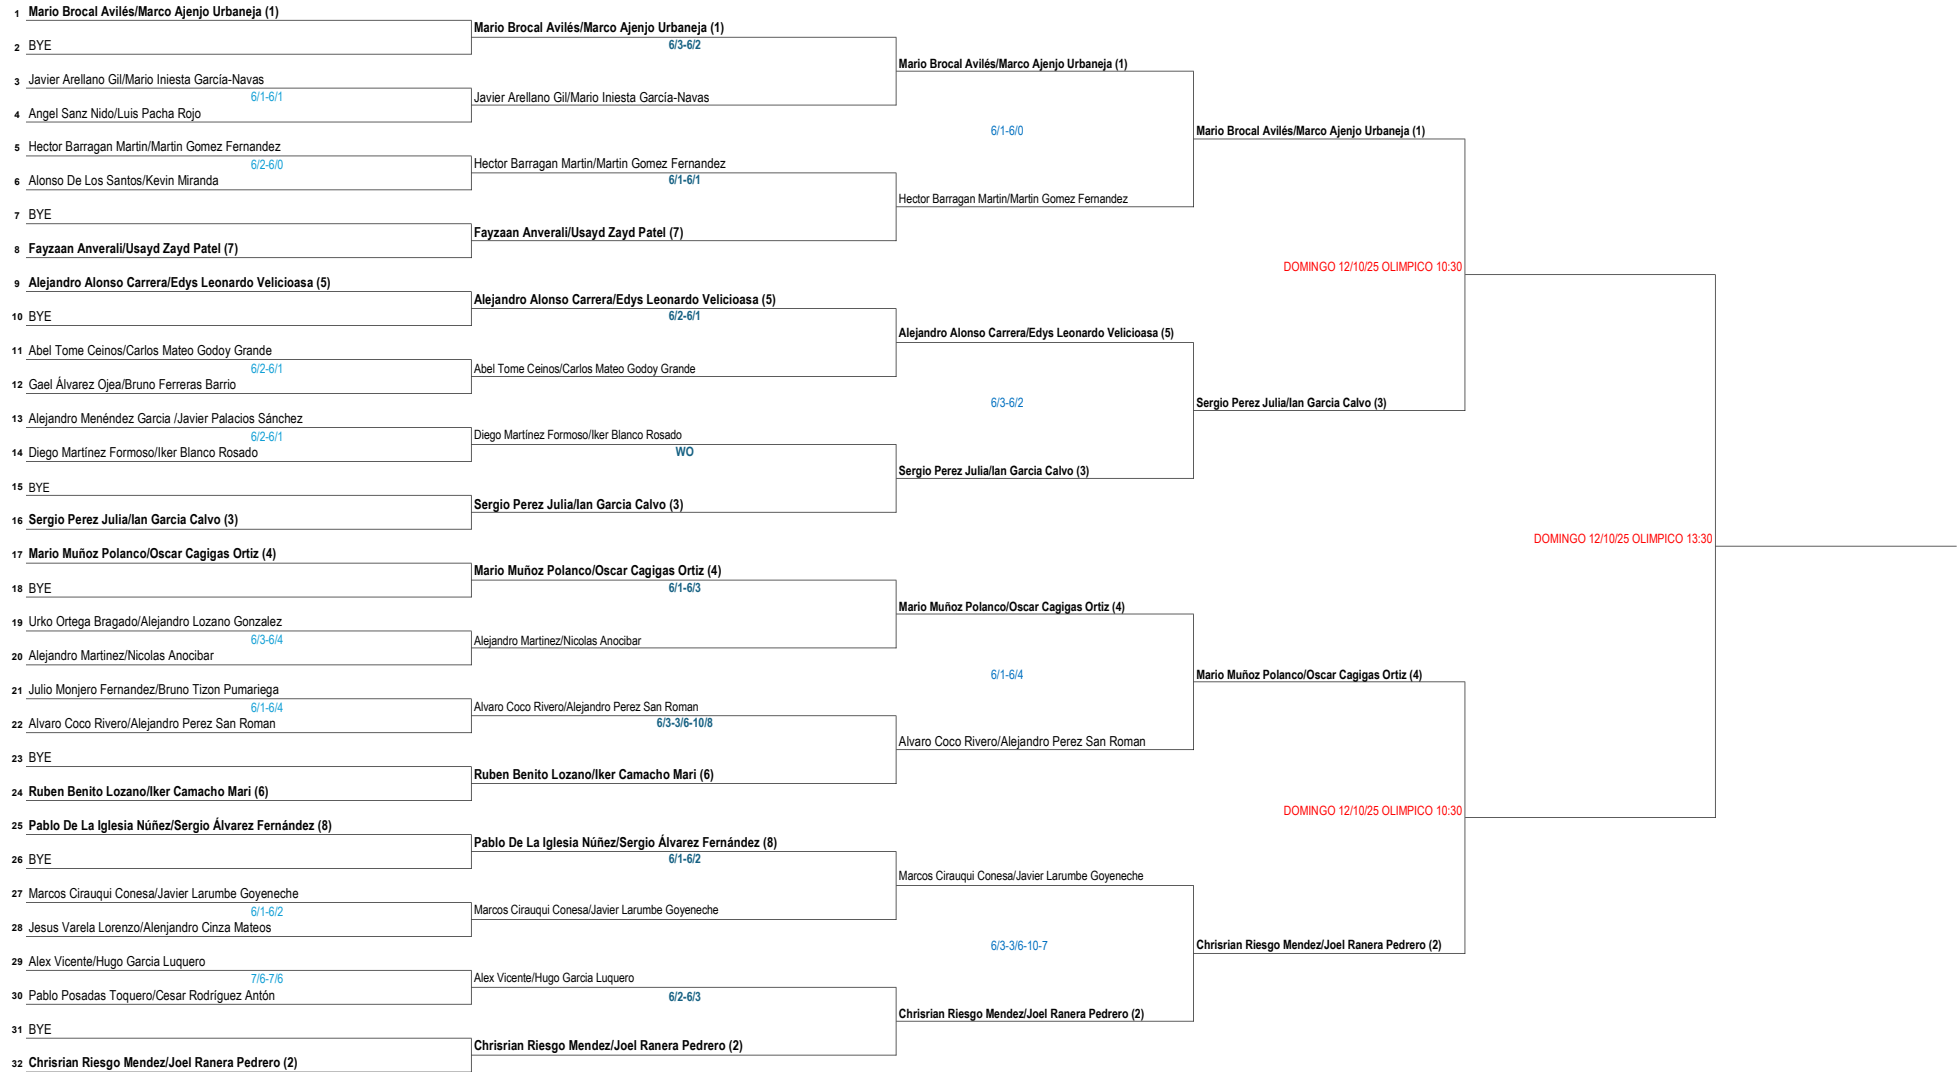 1 Mario Brocal Avilés/Marco Ajenjo Urbaneja (1)
2 BYE
3 Javier Arellano Gil/Mario Iniesta García-Navas
6/1-6/1
4 Angel Sanz Nido/Luis Pacha Rojo
5 Hector Barragan Martin/Martin Gomez Fernandez
6/2-6/0
6 Alonso De Los Santos/Kevin Miranda
7 BYE
8 Fayzaan Anverali/Usayd Zayd Patel (7)
9 Alejandro Alonso Carrera/Edys Leonardo Velicioasa (5)
10 BYE
11 Abel Tome Ceinos/Carlos Mateo Godoy Grande
6/2-6/1
12 Gael Álvarez Ojea/Bruno Ferreras Barrio
13 Alejandro Menéndez Garcia /Javier Palacios Sánchez
6/2-6/1
14 Diego Martínez Formoso/Iker Blanco Rosado
15 BYE
16 Sergio Perez Julia/Ian Garcia Calvo (3)
17 Mario Muñoz Polanco/Oscar Cagigas Ortiz (4)
18 BYE
19 Urko Ortega Bragado/Alejandro Lozano Gonzalez
6/3-6/4
20 Alejandro Martinez/Nicolas Anocibar
21 Julio Monjero Fernandez/Bruno Tizon Pumariega
6/1-6/4
22 Alvaro Coco Rivero/Alejandro Perez San Roman
23 BYE
24 Ruben Benito Lozano/Iker Camacho Mari (6)
25 Pablo De La Iglesia Núñez/Sergio Álvarez Fernández (8)
26 BYE
27 Marcos Cirauqui Conesa/Javier Larumbe Goyeneche
6/1-6/2
28 Jesus Varela Lorenzo/Alenjandro Cinza Mateos
29 Alex Vicente/Hugo Garcia Luquero
7/6-7/6
30 Pablo Posadas Toquero/Cesar Rodríguez Antón
31 BYE
32 Chrisrian Riesgo Mendez/Joel Ranera Pedrero (2)
Mario Brocal Avilés/Marco Ajenjo Urbaneja (1)
6/3-6/2
Javier Arellano Gil/Mario Iniesta García-Navas
Hector Barragan Martin/Martin Gomez Fernandez
6/1-6/1
Fayzaan Anverali/Usayd Zayd Patel (7)
Alejandro Alonso Carrera/Edys Leonardo Velicioasa (5)
6/2-6/1
Abel Tome Ceinos/Carlos Mateo Godoy Grande
Diego Martínez Formoso/Iker Blanco Rosado
WO
Sergio Perez Julia/Ian Garcia Calvo (3)
Mario Muñoz Polanco/Oscar Cagigas Ortiz (4)
6/1-6/3
Alejandro Martinez/Nicolas Anocibar
Alvaro Coco Rivero/Alejandro Perez San Roman
6/3-3/6-10/8
Ruben Benito Lozano/Iker Camacho Mari (6)
Pablo De La Iglesia Núñez/Sergio Álvarez Fernández (8)
6/1-6/2
Marcos Cirauqui Conesa/Javier Larumbe Goyeneche
Alex Vicente/Hugo Garcia Luquero
6/2-6/3
Chrisrian Riesgo Mendez/Joel Ranera Pedrero (2)
Mario Brocal Avilés/Marco Ajenjo Urbaneja (1)
6/1-6/0
Hector Barragan Martin/Martin Gomez Fernandez
Alejandro Alonso Carrera/Edys Leonardo Velicioasa (5)
6/3-6/2
Sergio Perez Julia/Ian Garcia Calvo (3)
Mario Muñoz Polanco/Oscar Cagigas Ortiz (4)
6/1-6/4
Alvaro Coco Rivero/Alejandro Perez San Roman
Marcos Cirauqui Conesa/Javier Larumbe Goyeneche
6/3-3/6-10-7
Chrisrian Riesgo Mendez/Joel Ranera Pedrero (2)
Mario Brocal Avilés/Marco Ajenjo Urbaneja (1)
DOMINGO 12/10/25 OLIMPICO 10:30
Sergio Perez Julia/Ian Garcia Calvo (3)
Mario Muñoz Polanco/Oscar Cagigas Ortiz (4)
DOMINGO 12/10/25 OLIMPICO 10:30
Chrisrian Riesgo Mendez/Joel Ranera Pedrero (2)
DOMINGO 12/10/25 OLIMPICO 13:30